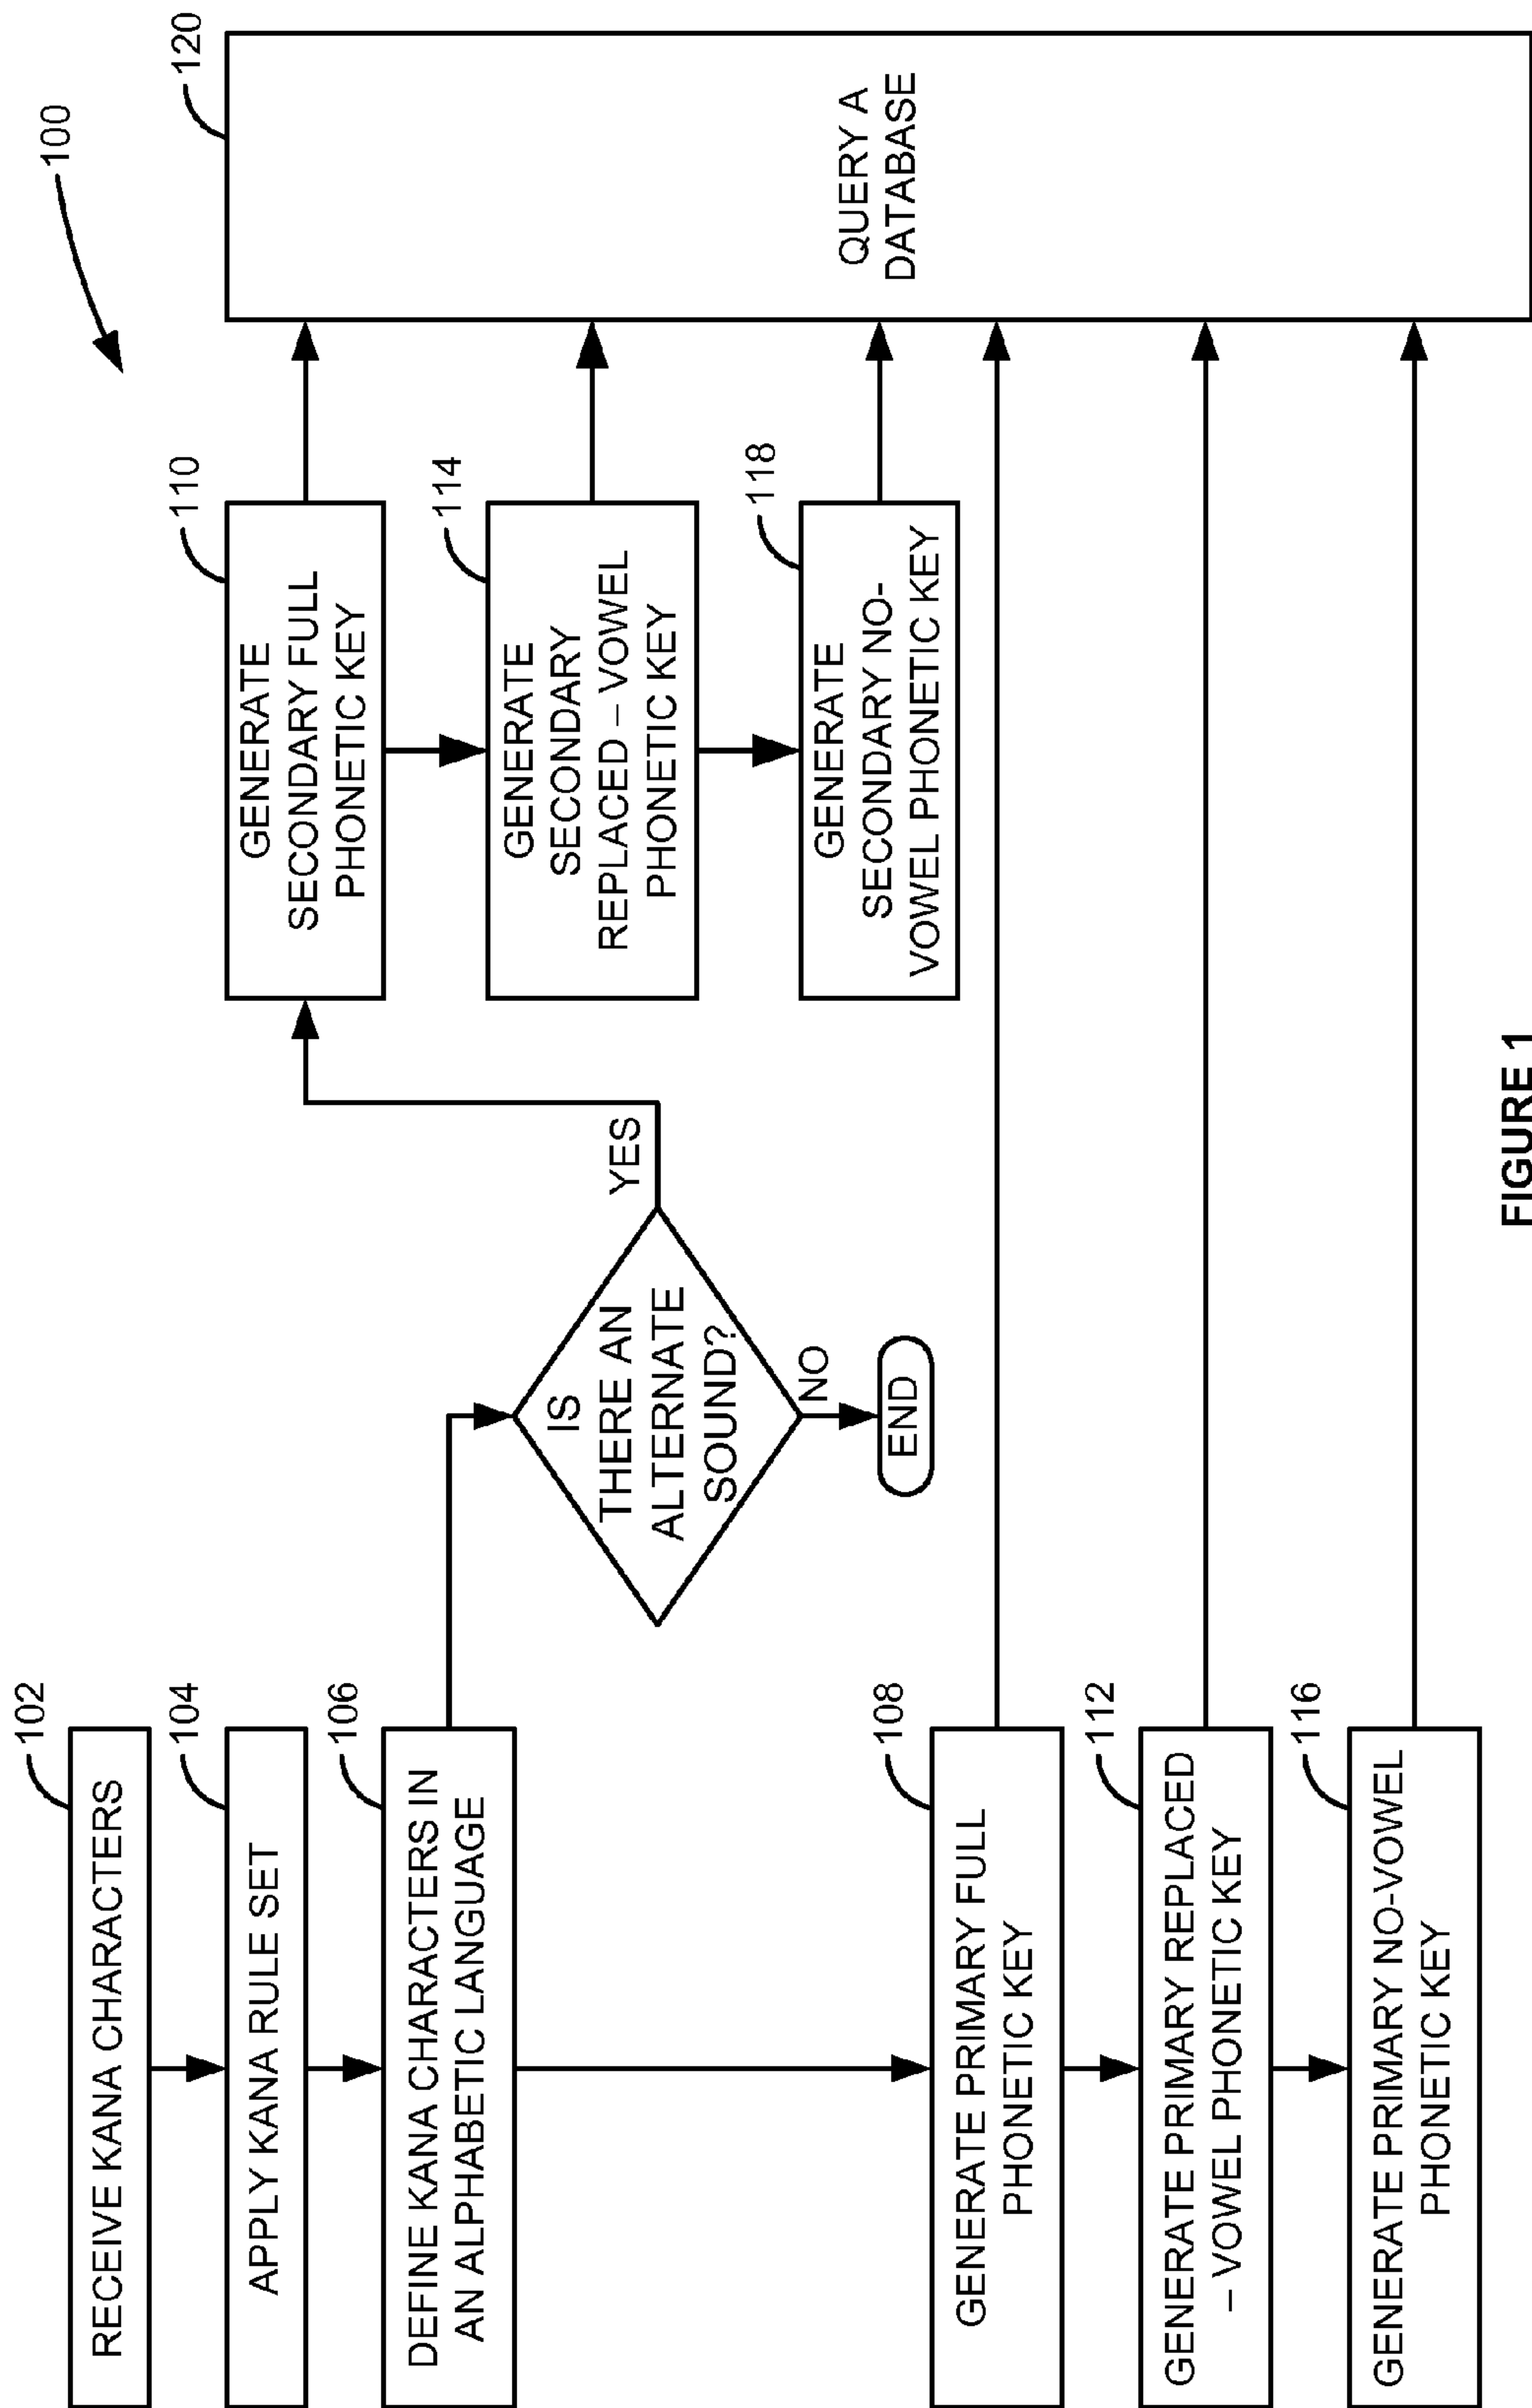 100
102
RECEIVE KANA CHARACTERS
104
APPLY KANA RULE SET
106
DEFINE KANA CHARACTERS IN
AN ALPHABETIC LANGUAGE
IS
THERE AN
ALTERNATE
SOUND?
YES
NO
END
110
GENERATE
SECONDARY FULL
PHONETIC KEY
114
GENERATE
SECONDARY
REPLACED – VOWEL
PHONETIC KEY
118
GENERATE
SECONDARY NO-
VOWEL PHONETIC KEY
108
GENERATE PRIMARY FULL
PHONETIC KEY
112
GENERATE PRIMARY REPLACED
– VOWEL PHONETIC KEY
116
GENERATE PRIMARY NO-VOWEL
PHONETIC KEY
120
QUERY A
DATABASE
FIGURE 1